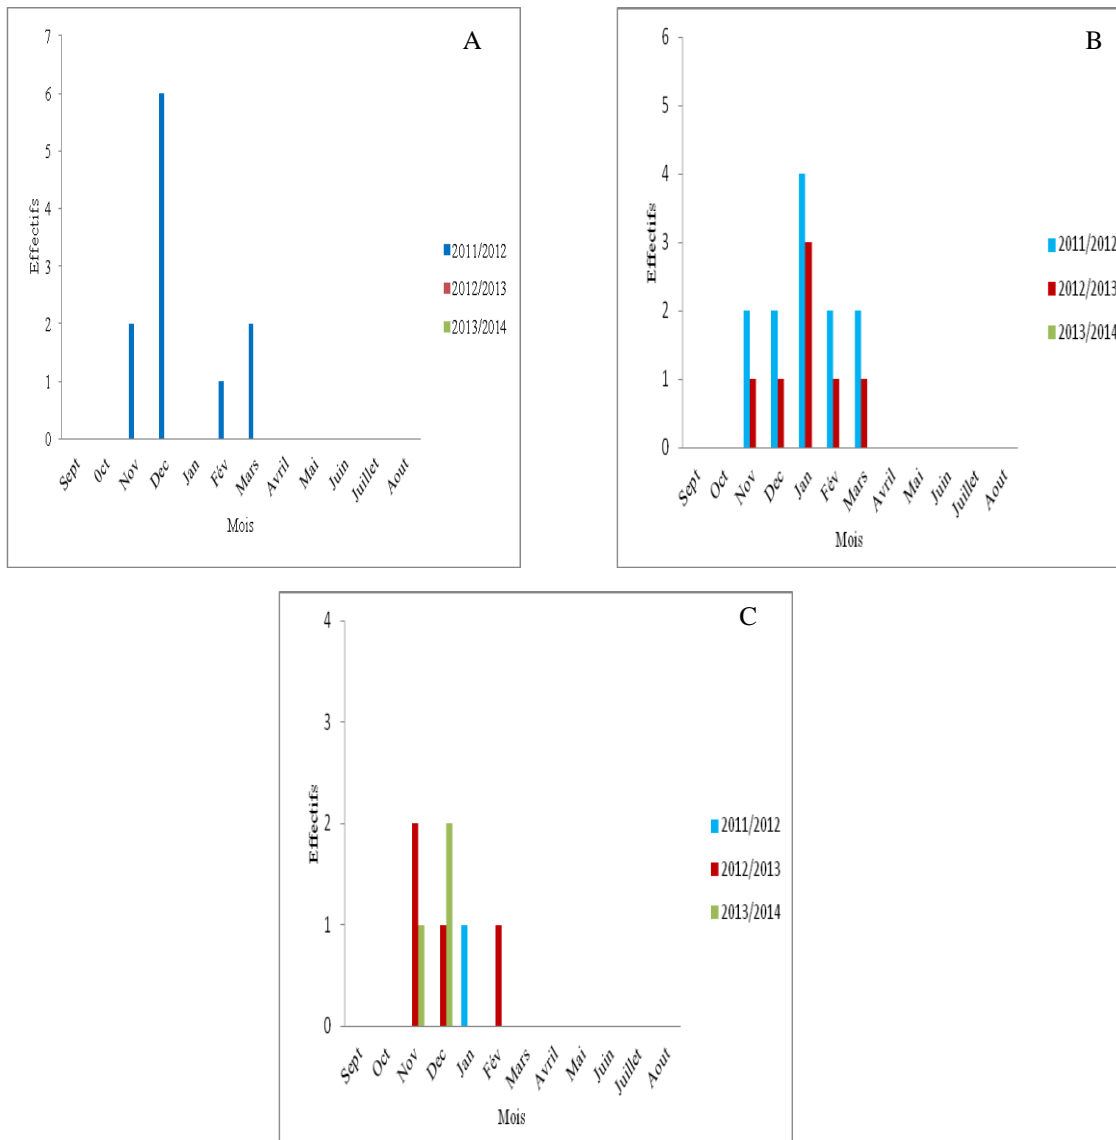 A
7
6
5
4
3
2
1
0
Effectifs
Sept 0ct Nov Dec Jan Fév Mars Avril Mai Juin Juillet Aout
Mois
2011/2012
2012/2013
2013/2014
B
6
5
4
3
2
1
0
Effectifs
Sept Oct Nov Dec Jan Fév Mars Avril Mai Juin Juillet Aout
Mois
2011/2012
2012/2013
2013/2014
C
4
3
2
1
0
Effectifs
Sept Oct Nov Dec Jan Fév Mars Avril Mai Juin Juillet Aout
Mois
2011/2012
2012/2013
2013/2014